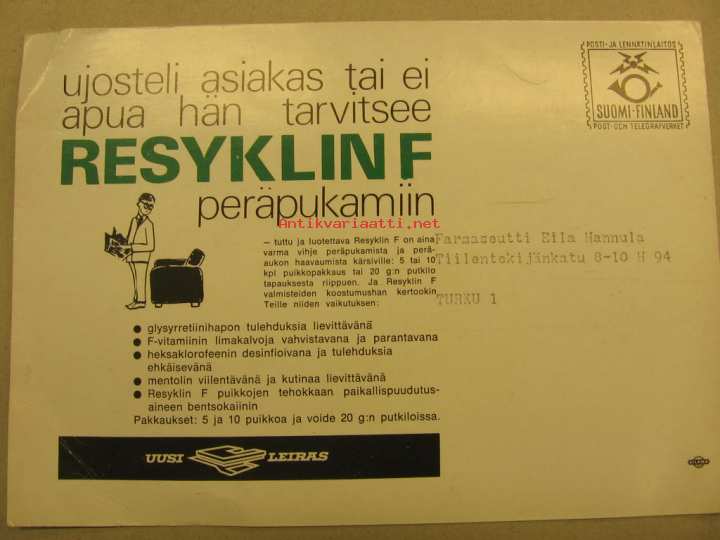 ujosteli asiakas tai ei
apua hän tarvitsee
RESYKLIN F
peräpukamiin
Antikvariaatti.net
— tuttu ja luotettava Resyklin F on aina
varma vihje peräpukamista ja perä-
aukon haavaumista kärsiville: 5 tai 10
kpl puikkopakkaus tai 20 g:n putkilo
tapauksesta riippuen. Ja Resyklin F
valmisteiden koostumushan kertookin
Teille niiden vaikutuksen:
● glysyrretiinihapon tulehduksia lievittävänä
● F-vitamiinin limakalvoja vahvistavana ja parantavana
● heksaklorofeenin desinfioivana ja tulehduksia
ehkäisevänä
● mentolin viilentävänä ja kutinaa lievittävänä
● Resyklin F puikkojen tehokkaan paikallispuudutus-
aineen bentsokaiinin
Pakkaukset: 5 ja 10 puikkoa ja voide 20 g:n putkiloissa.
UUSI LEIRAS
POSTI- JA LENNÄTINLAITOS
SUOMI-FINLAND
POST- OCH TELEGRAFVERKET
Farmaseutti Eila Hannula
Tiilentekijänkatu 8-10 H 94
TURKU 1